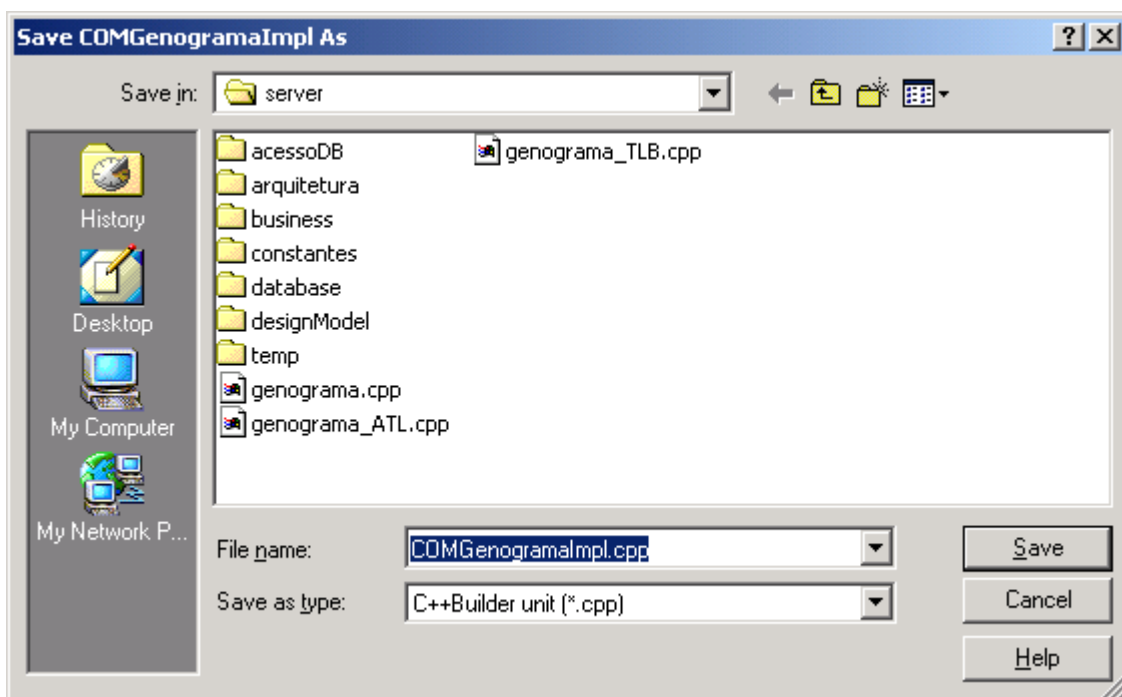 Save COMGenogramaImpl As
Save in: server
acessoDB
arquitetura
business
constantes
database
designModel
temp
genograma.cpp
genograma_ATL.cpp
genograma_TLB.cpp
History
Desktop
My Computer
My Network P...
File name: COMGenogramaImpl.cpp
Save as type: C++Builder unit (*.cpp)
Save
Cancel
Help